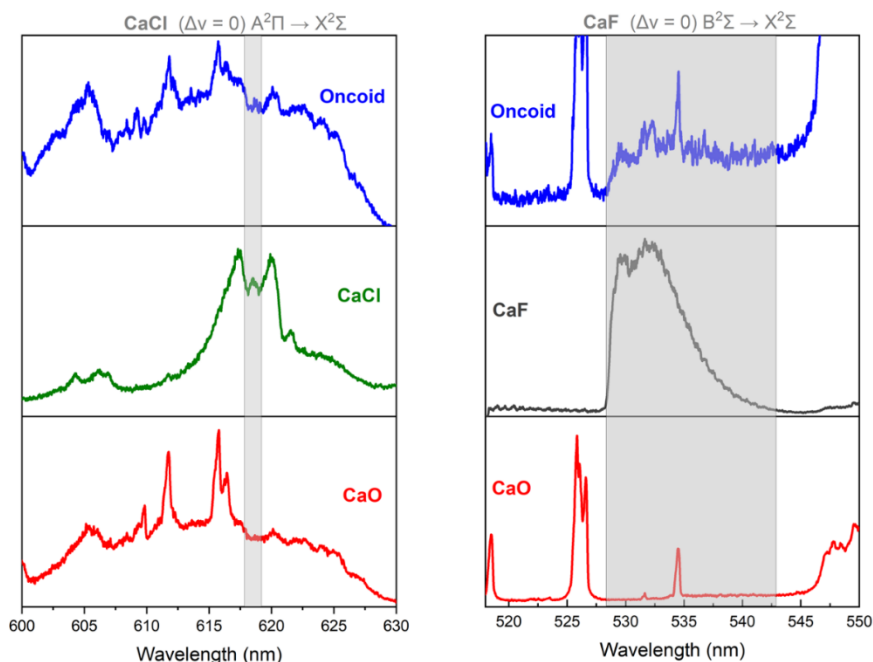 CaCl (Δv = 0) A²Π → X²Σ
Oncoid
CaCl
CaO
600 605 610 615 620 625 630
Wavelength (nm)
CaF (Δv = 0) B²Σ → X²Σ
Oncoid
CaF
CaO
520 525 530 535 540 545 550
Wavelength (nm)